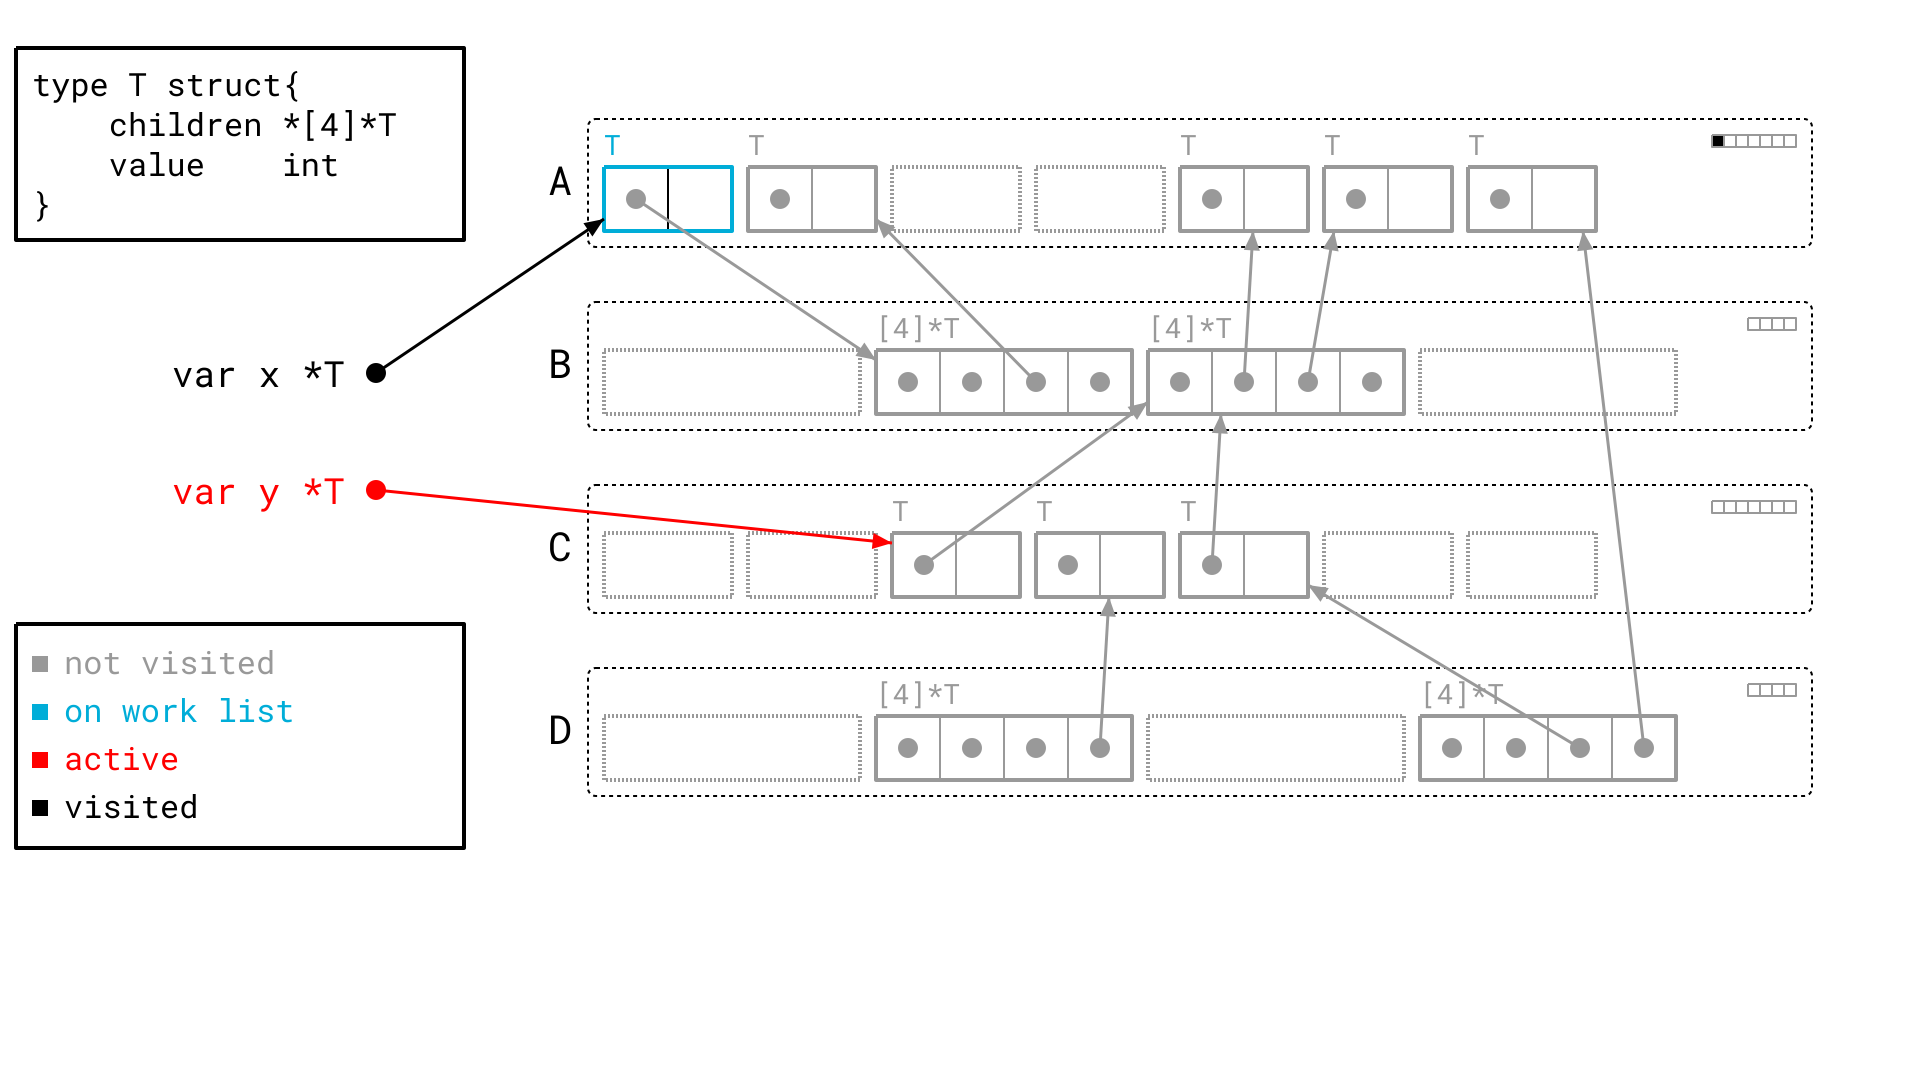 type T struct{
children *[4]*T
value int
}
var x *T
var y *T
not visited
on work list
active
visited
A
T T T T T
B
[4]*T [4]*T
C
T T T
D
[4]*T [4]*T